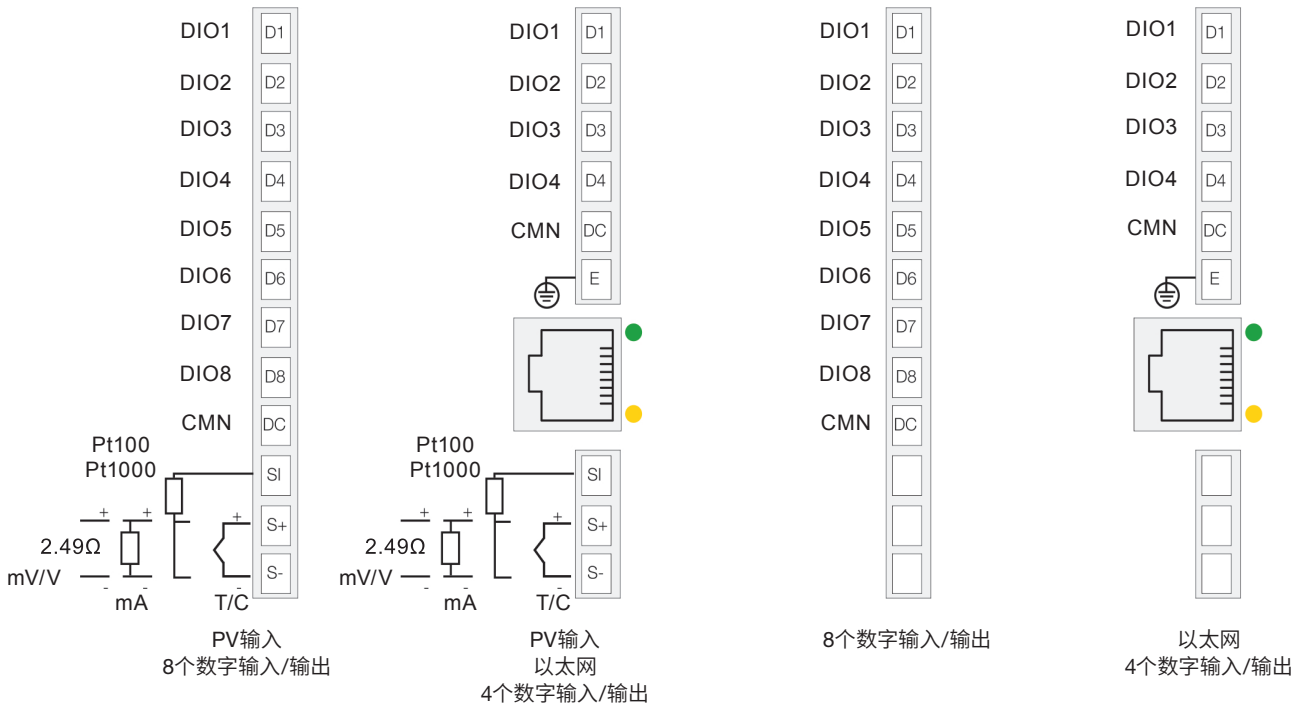 DIO1 D1
DIO2 D2
DIO3 D3
DIO4 D4
DIO5 D5
DIO6 D6
DIO7 D7
DIO8 D8
CMN DC
Pt100
Pt1000 SI
+ + + S+
2.49Ω
mV/V - - - S-
mA T/C
PV输入
8个数字输入/输出
DIO1 D1
DIO2 D2
DIO3 D3
DIO4 D4
CMN DC
E
Pt100
Pt1000 SI
+ + + S+
2.49Ω
mV/V - - - S-
mA T/C
PV输入
以太网
4个数字输入/输出
DIO1 D1
DIO2 D2
DIO3 D3
DIO4 D4
DIO5 D5
DIO6 D6
DIO7 D7
DIO8 D8
CMN DC
8个数字输入/输出
DIO1 D1
DIO2 D2
DIO3 D3
DIO4 D4
CMN DC
E
以太网
4个数字输入/输出